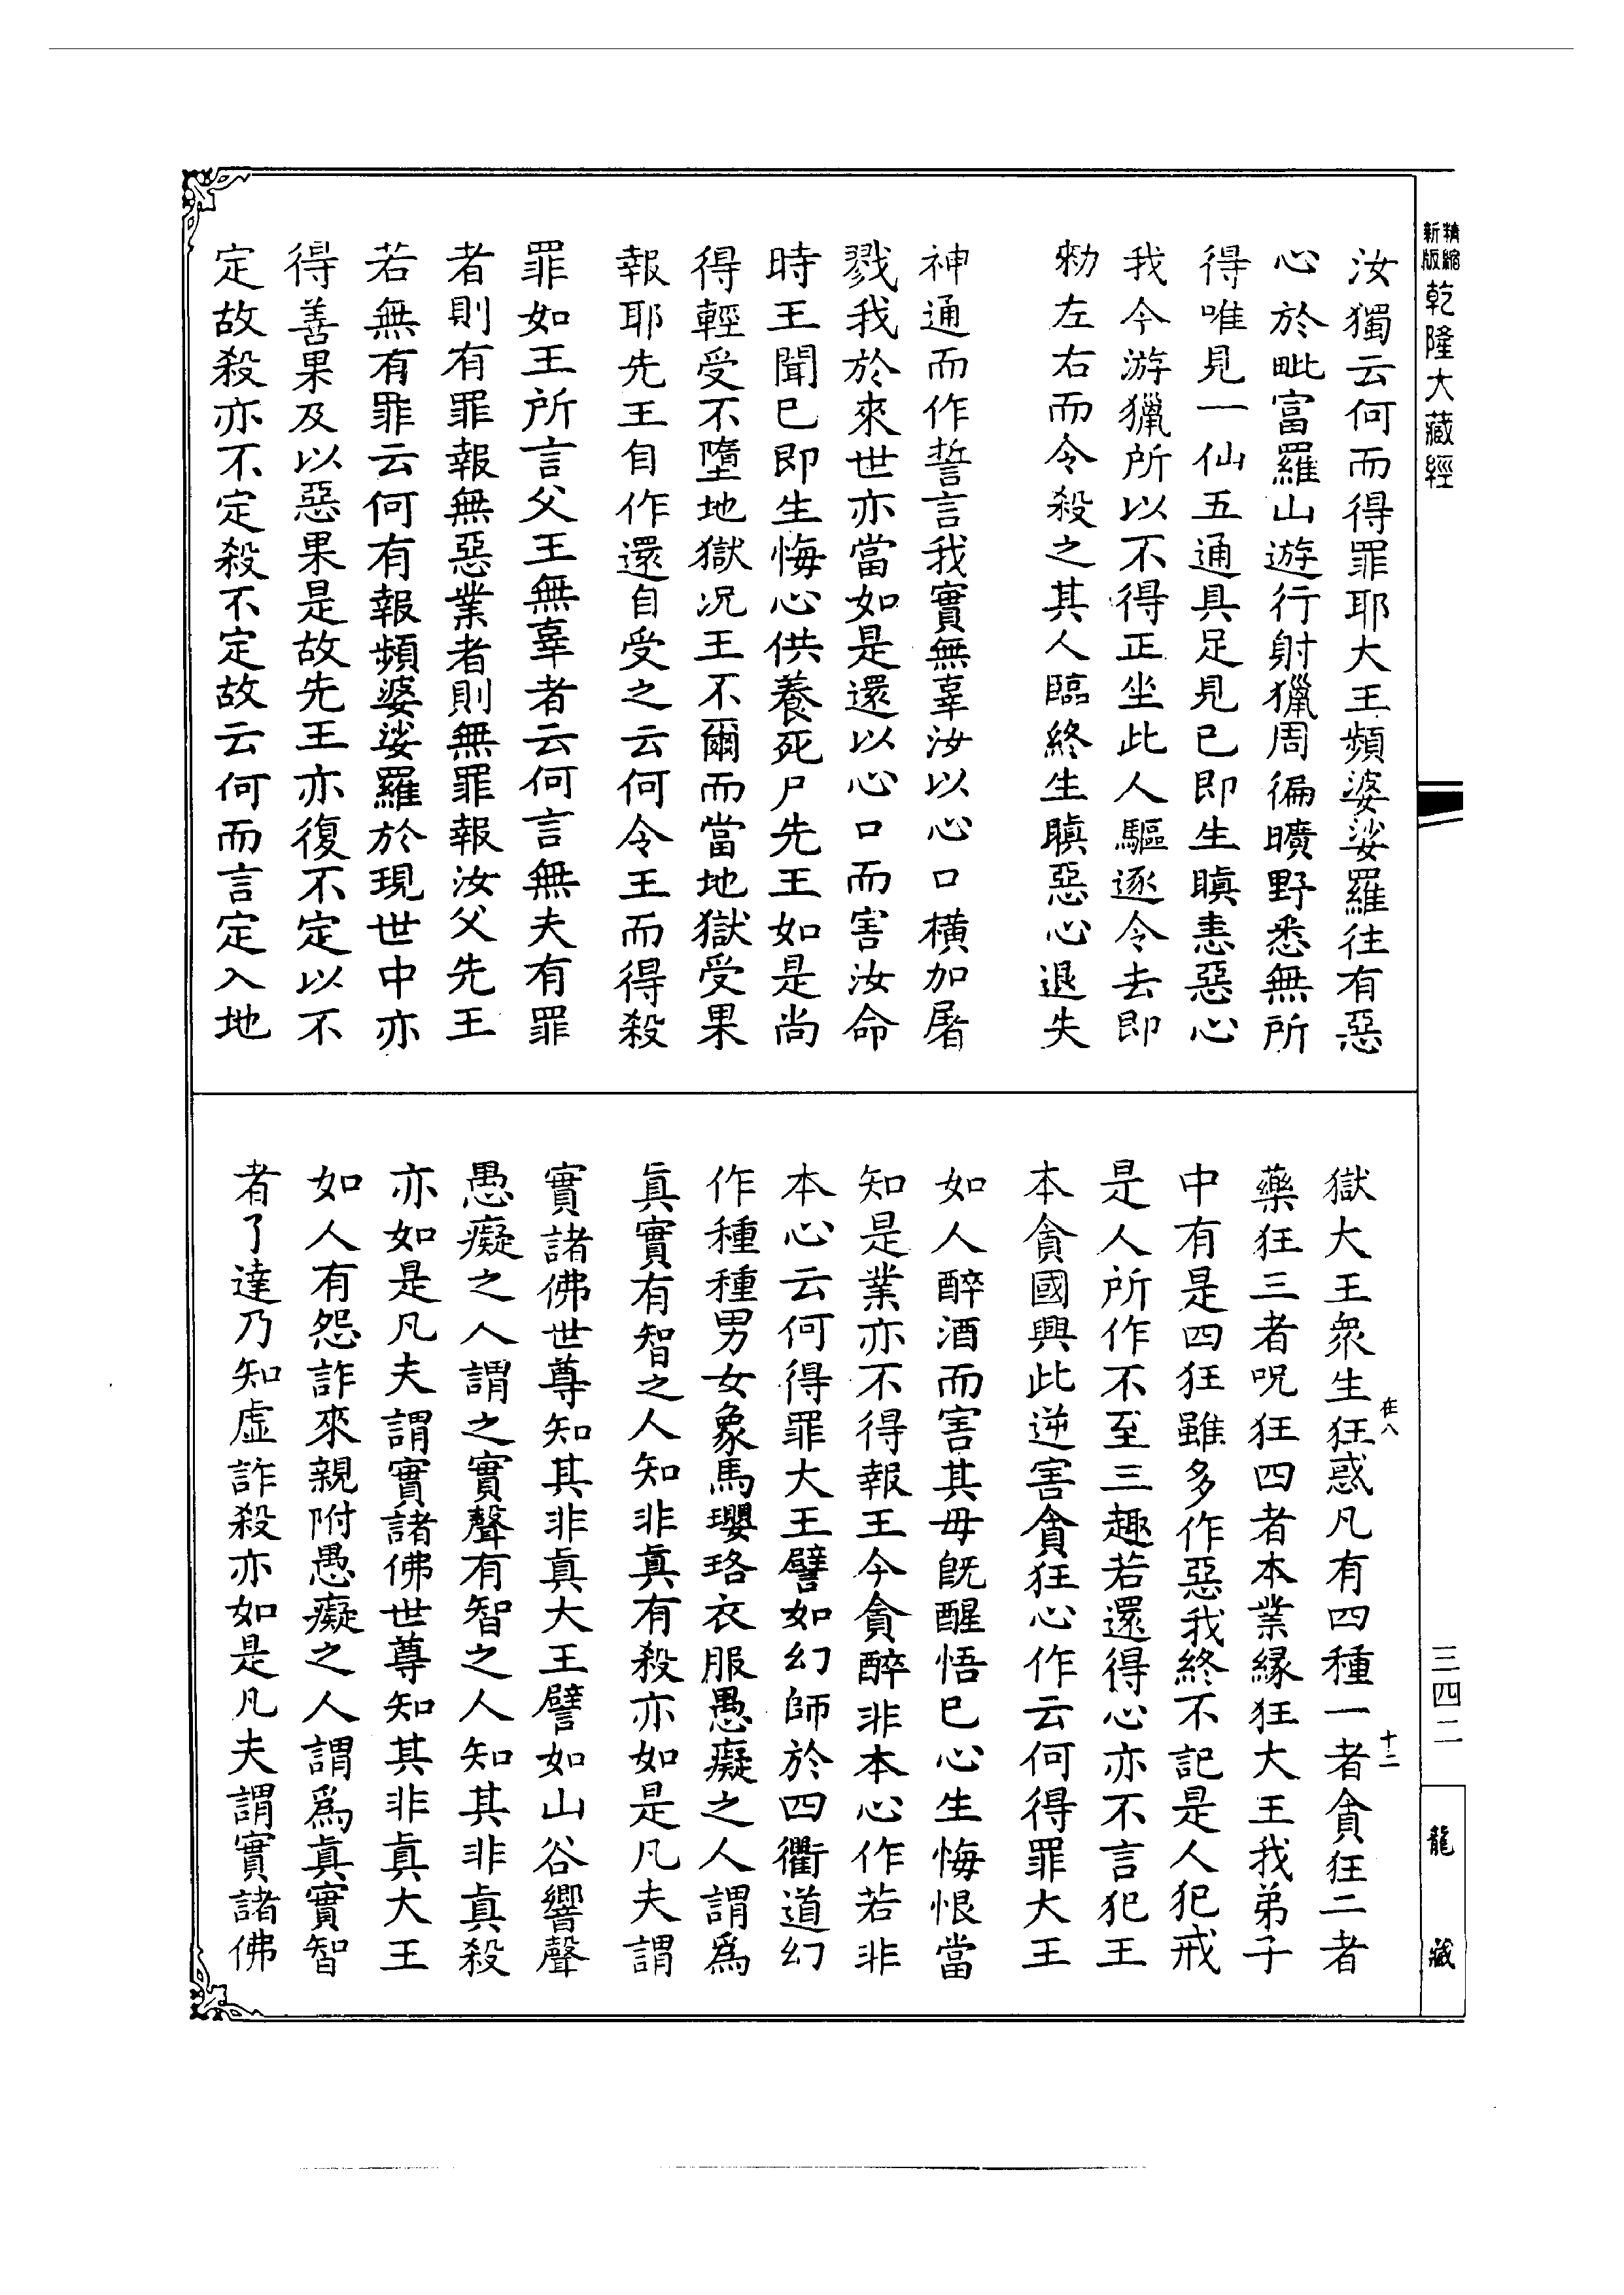 精縮新版 乾隆大藏經
汝獨云何而得罪耶大王頻婆娑羅往有惡
心於毗富羅山遊行射獵周徧曠野悉無所
得唯見一仙五通具足見已即生瞋恚惡心
我今游獵所以不得正坐此人驅逐令去即
勑左右而令殺之其人臨終生瞋惡心退失
神通而作誓言我實無辜汝以心口橫加屠
戮我於來世亦當如是還以心口而害汝命
時王聞已即生悔心供養死尸先王如是尚
得輕受不墮地獄况王不爾而當地獄受果
報耶先王自作還自受之云何令王而得殺
罪如王所言父王無辜者云何言無夫有罪
者則有罪報無惡業者則無罪報汝父先王
若無有罪云何有報頻婆娑羅於現世中亦
得善果及以惡果是故先王亦復不定以不
定故殺亦不定殺不定故云何而言定入地
獄大王衆生狂惑凡有四種一者貪狂二者
藥狂三者呪狂四者本業緣狂大王我弟子
中有是四狂雖多作惡我終不記是人犯戒
是人所作不至三趣若還得心亦不言犯王
本貪國興此逆害貪狂心作云何得罪大王
如人醉酒而害其母旣醒悟已心生悔恨當
知是業亦不得報王今貪醉非本心作若非
本心云何得罪大王譬如幻師於四衢道幻
作種種男女象馬瓔珞衣服愚癡之人謂爲
眞實有智之人知非眞有殺亦如是凡夫謂
實諸佛世尊知其非眞大王譬如山谷響聲
愚癡之人謂之實聲有智之人知其非眞殺
亦如是凡夫謂實諸佛世尊知其非眞大王
如人有怨詐來親附愚癡之人謂爲眞實智
者了達乃知虛詐殺亦如是凡夫謂實諸佛
在八
十二
三四二
龍藏